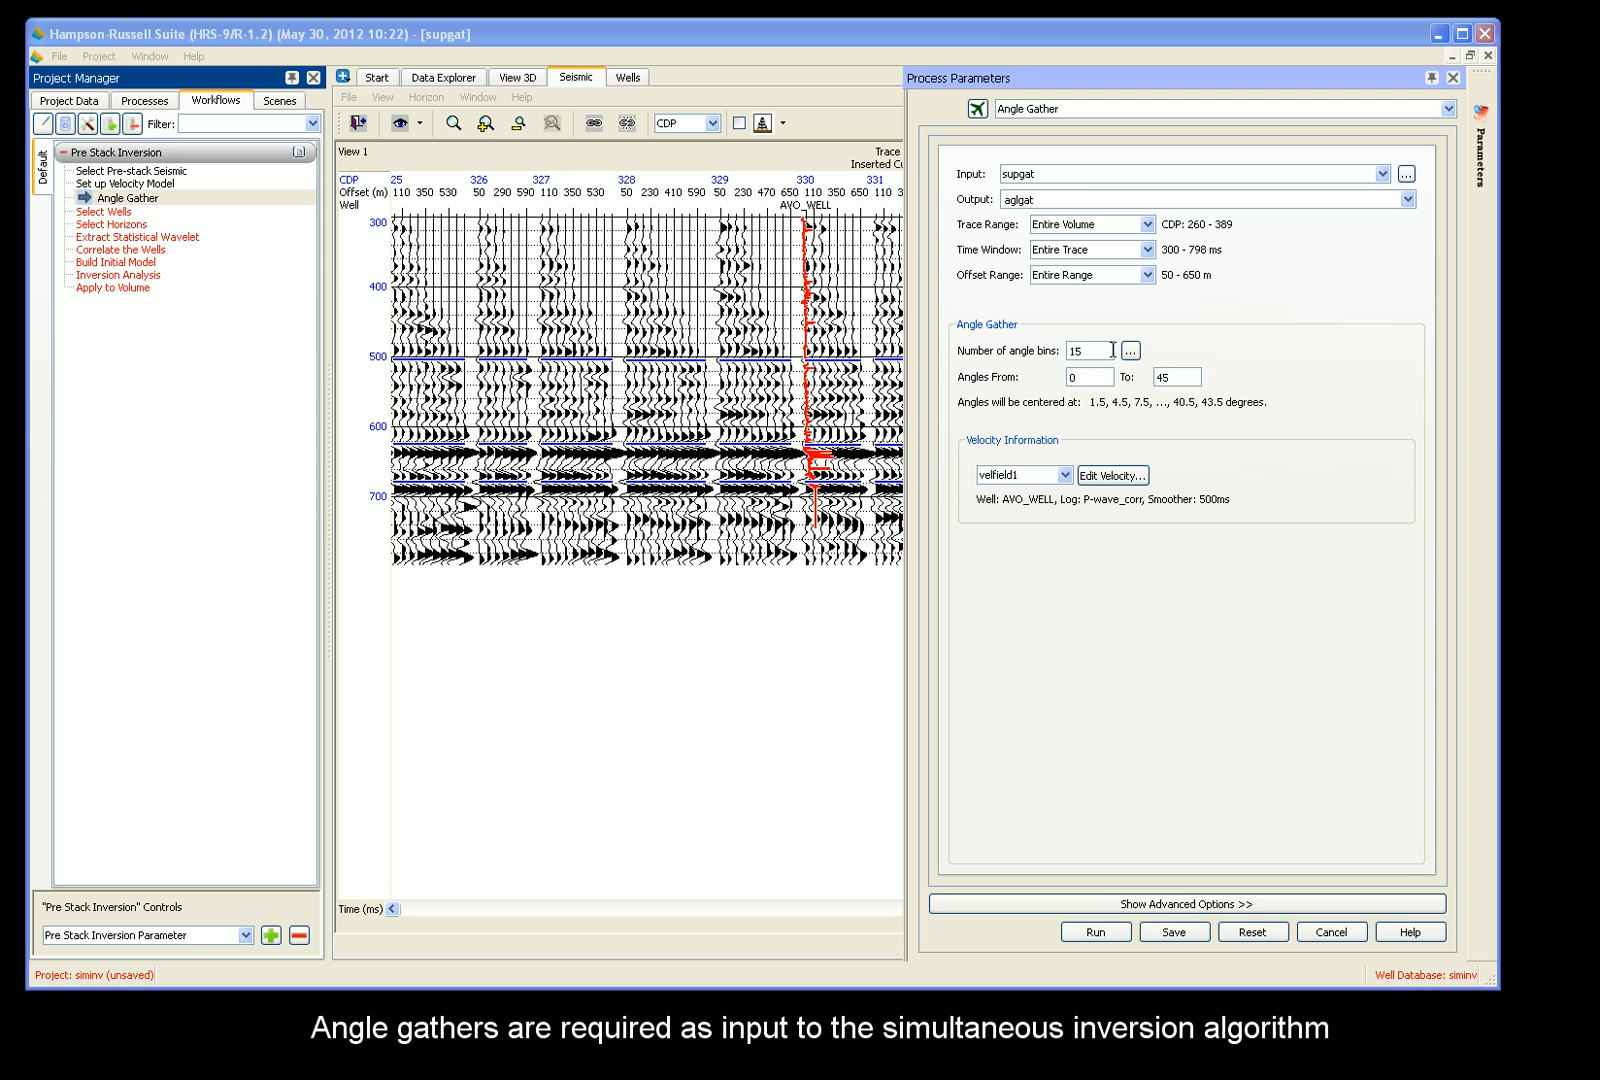 Hampson-Russell Suite (HRS-9/R-1.2) (May 30, 2012 10:22) - [supgat]
File Project Window Help
Project Manager
Project Data Processes Workflows Scenes
Filter:
Default
Pre Stack Inversion
Select Pre-stack Seismic
Set up Velocity Model
Angle Gather
Select Wells
Select Horizons
Extract Statistical Wavelet
Correlate the Wells
Build Initial Model
Inversion Analysis
Apply to Volume
"Pre Stack Inversion" Controls
Pre Stack Inversion Parameter
Start Data Explorer View 3D Seismic Wells
File View Horizon Window Help
CDP
View 1 Trace
Inserted Cu
CDP 25 326 327 328 329 330 331
Offset (m) 110 350 530 50 290 590 110 350 530 50 230 410 590 50 230 470 650 110 350 650 110 3
Well AVO_WELL
300
400
500
600
700
Time (ms)
Process Parameters
Angle Gather
Parameters
Input: supgat ...
Output: aglgat
Trace Range: Entire Volume CDP: 260 - 389
Time Window: Entire Trace 300 - 798 ms
Offset Range: Entire Range 50 - 650 m
Angle Gather
Number of angle bins: 15 ...
Angles From: 0 To: 45
Angles will be centered at: 1.5, 4.5, 7.5, ..., 40.5, 43.5 degrees.
Velocity Information
velfield1 Edit Velocity...
Well: AVO_WELL, Log: P-wave_corr, Smoother: 500ms
Show Advanced Options >>
Run Save Reset Cancel Help
Project: siminv (unsaved) Well Database: siminv
Angle gathers are required as input to the simultaneous inversion algorithm